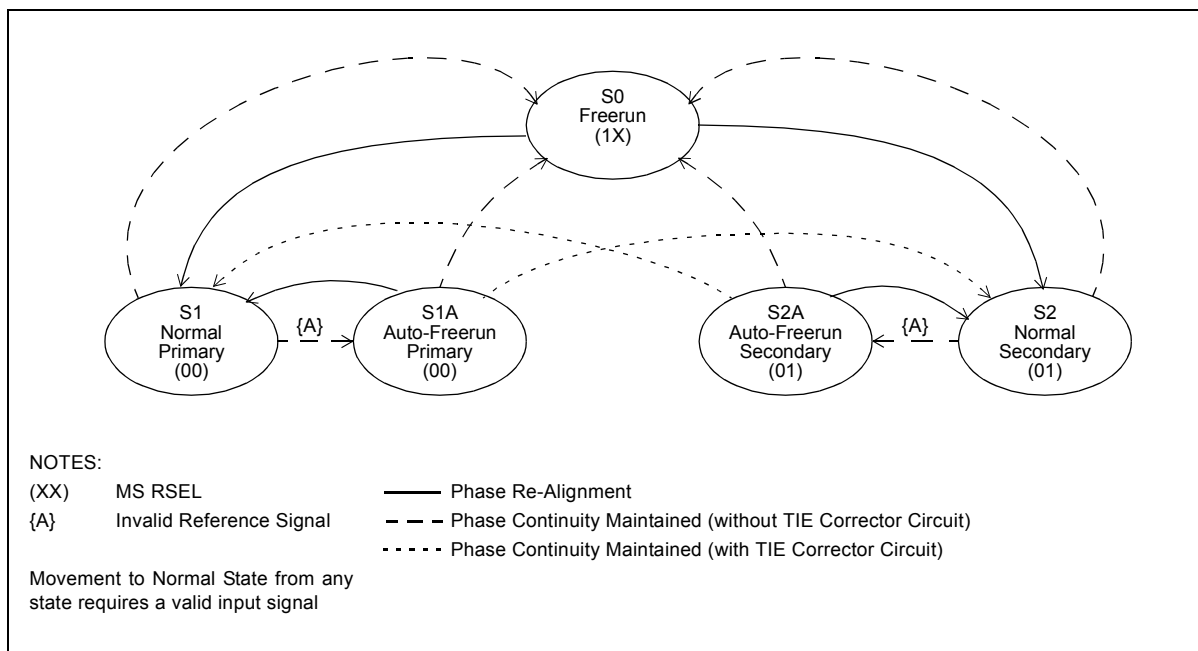 S0
Freerun
(1X)
S1
Normal
Primary
(00)
{A}
S1A
Auto-Freerun
Primary
(00)
S2A
Auto-Freerun
Secondary
(01)
{A}
S2
Normal
Secondary
(01)
NOTES:
(XX) MS RSEL
{A} Invalid Reference Signal
Phase Re-Alignment
Phase Continuity Maintained (without TIE Corrector Circuit)
Phase Continuity Maintained (with TIE Corrector Circuit)
Movement to Normal State from any
state requires a valid input signal